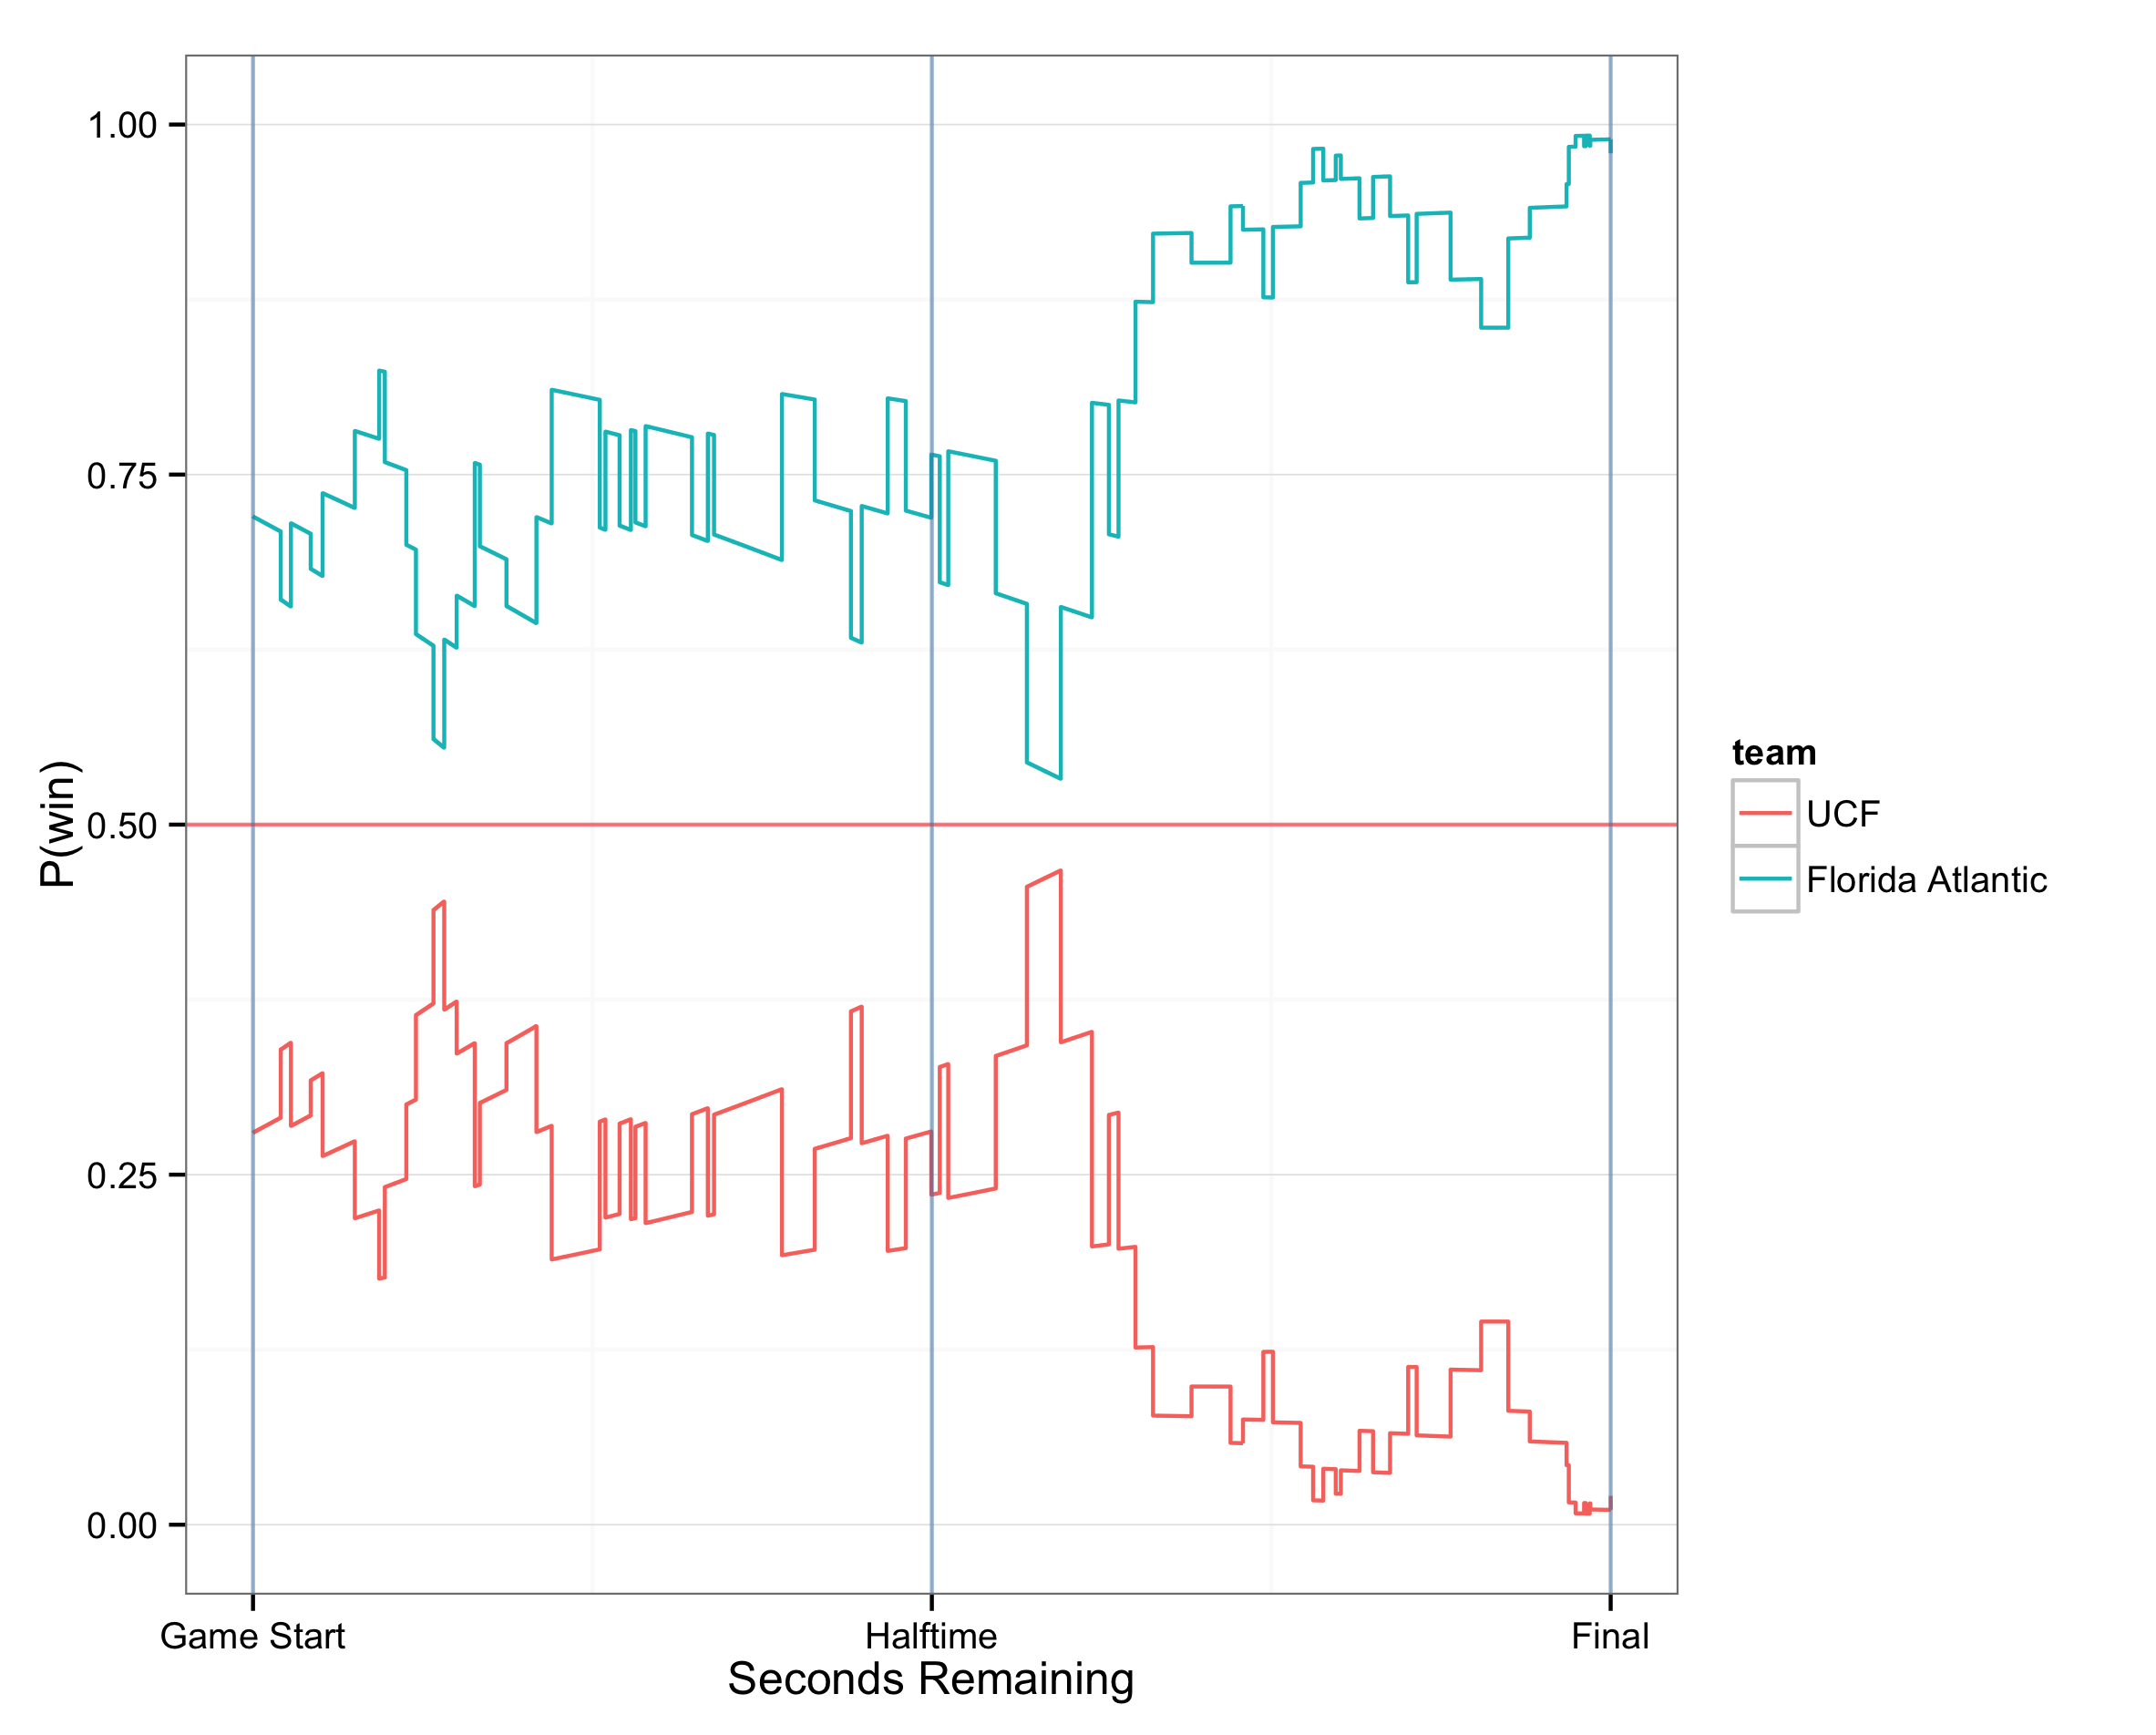 1.00
0.75
0.50
0.25
0.00
P(win)
Game Start
Halftime
Final
Seconds Remaining
team
UCF
Florida Atlantic